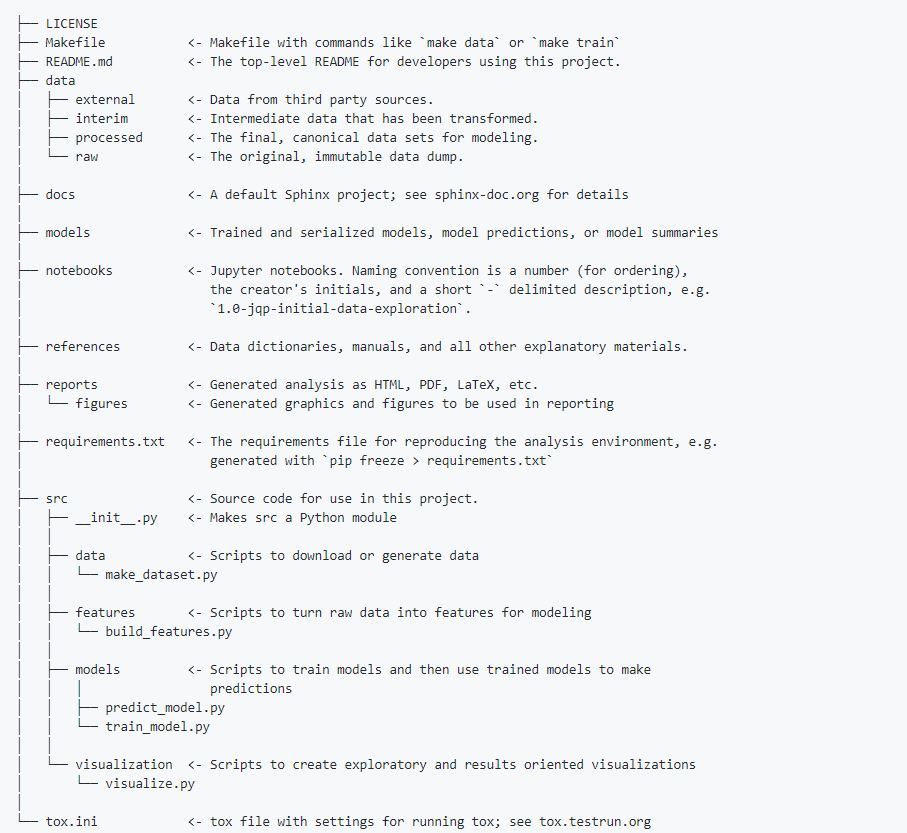 ├── LICENSE
├── Makefile           <- Makefile with commands like `make data` or `make train`
├── README.md          <- The top-level README for developers using this project.
├── data
│   ├── external       <- Data from third party sources.
│   ├── interim        <- Intermediate data that has been transformed.
│   ├── processed      <- The final, canonical data sets for modeling.
│   └── raw            <- The original, immutable data dump.
│
├── docs               <- A default Sphinx project; see sphinx-doc.org for details
│
├── models             <- Trained and serialized models, model predictions, or model summaries
│
├── notebooks          <- Jupyter notebooks. Naming convention is a number (for ordering),
│                         the creator's initials, and a short `-` delimited description, e.g.
│                         `1.0-jqp-initial-data-exploration`.
│
├── references         <- Data dictionaries, manuals, and all other explanatory materials.
│
├── reports            <- Generated analysis as HTML, PDF, LaTeX, etc.
│   └── figures        <- Generated graphics and figures to be used in reporting
│
├── requirements.txt   <- The requirements file for reproducing the analysis environment, e.g.
│                         generated with `pip freeze > requirements.txt`
│
├── src                <- Source code for use in this project.
│   ├── __init__.py    <- Makes src a Python module
│   │
│   ├── data           <- Scripts to download or generate data
│   │   └── make_dataset.py
│   │
│   ├── features       <- Scripts to turn raw data into features for modeling
│   │   └── build_features.py
│   │
│   ├── models         <- Scripts to train models and then use trained models to make
│   │   │                 predictions
│   │   ├── predict_model.py
│   │   └── train_model.py
│   │
│   └── visualization  <- Scripts to create exploratory and results oriented visualizations
│       └── visualize.py
│
└── tox.ini            <- tox file with settings for running tox; see tox.testrun.org